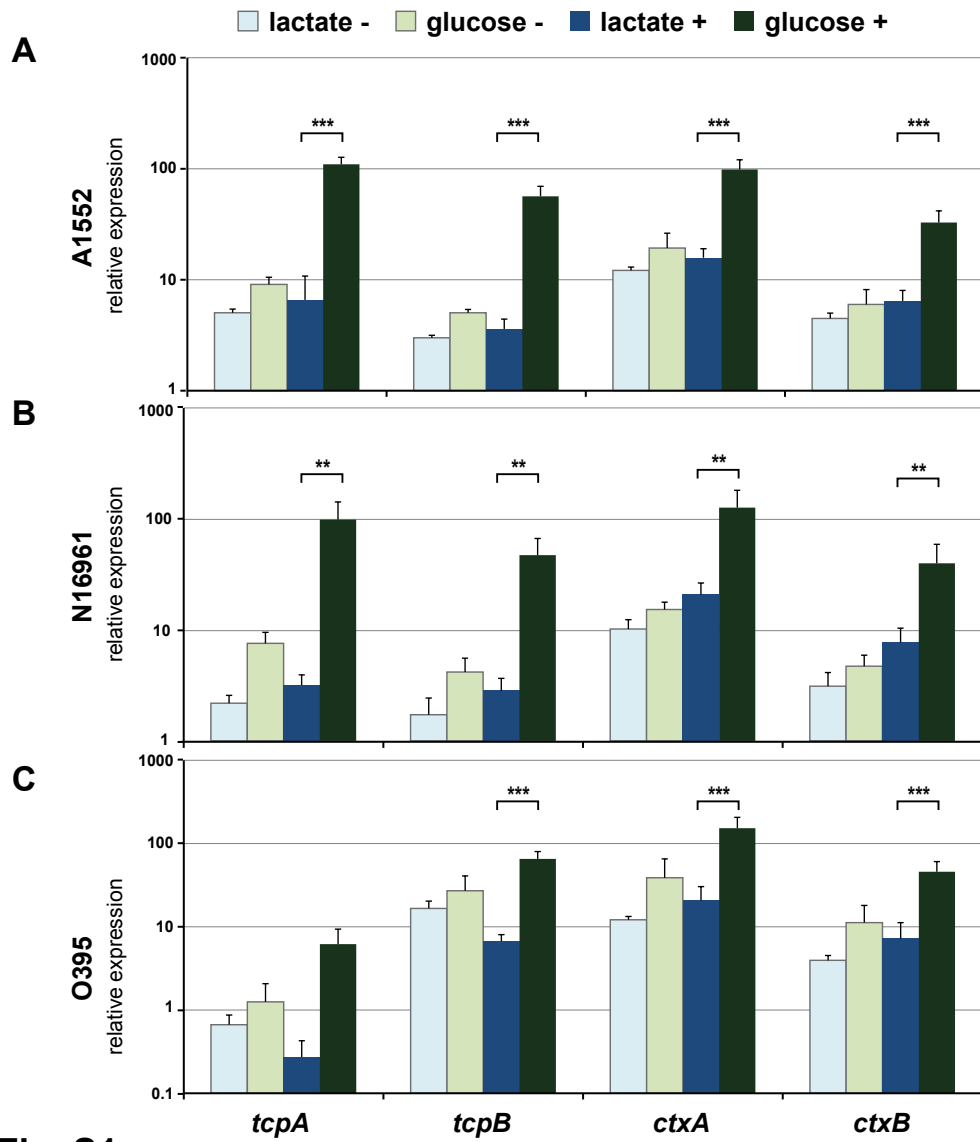 lactate - glucose - lactate + glucose +
A
1000
100
10
1
A1552
relative expression
*** *** *** ***
B
1000
100
10
1
N16961
relative expression
** ** ** **
C
1000
100
10
1
0.1
O395
relative expression
*** *** ***
tcpA tcpB ctxA ctxB